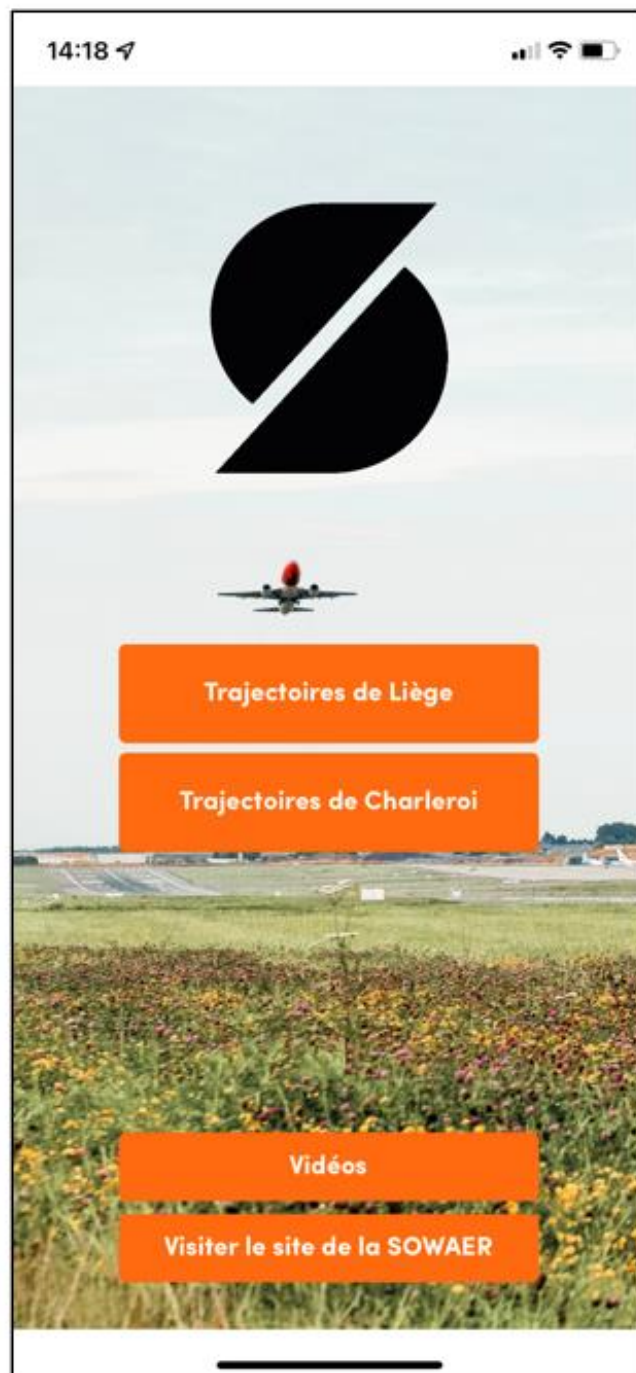 14:18
Trajectoires de Liège
Trajectoires de Charleroi
Vidéos
Visiter le site de la SOWAER